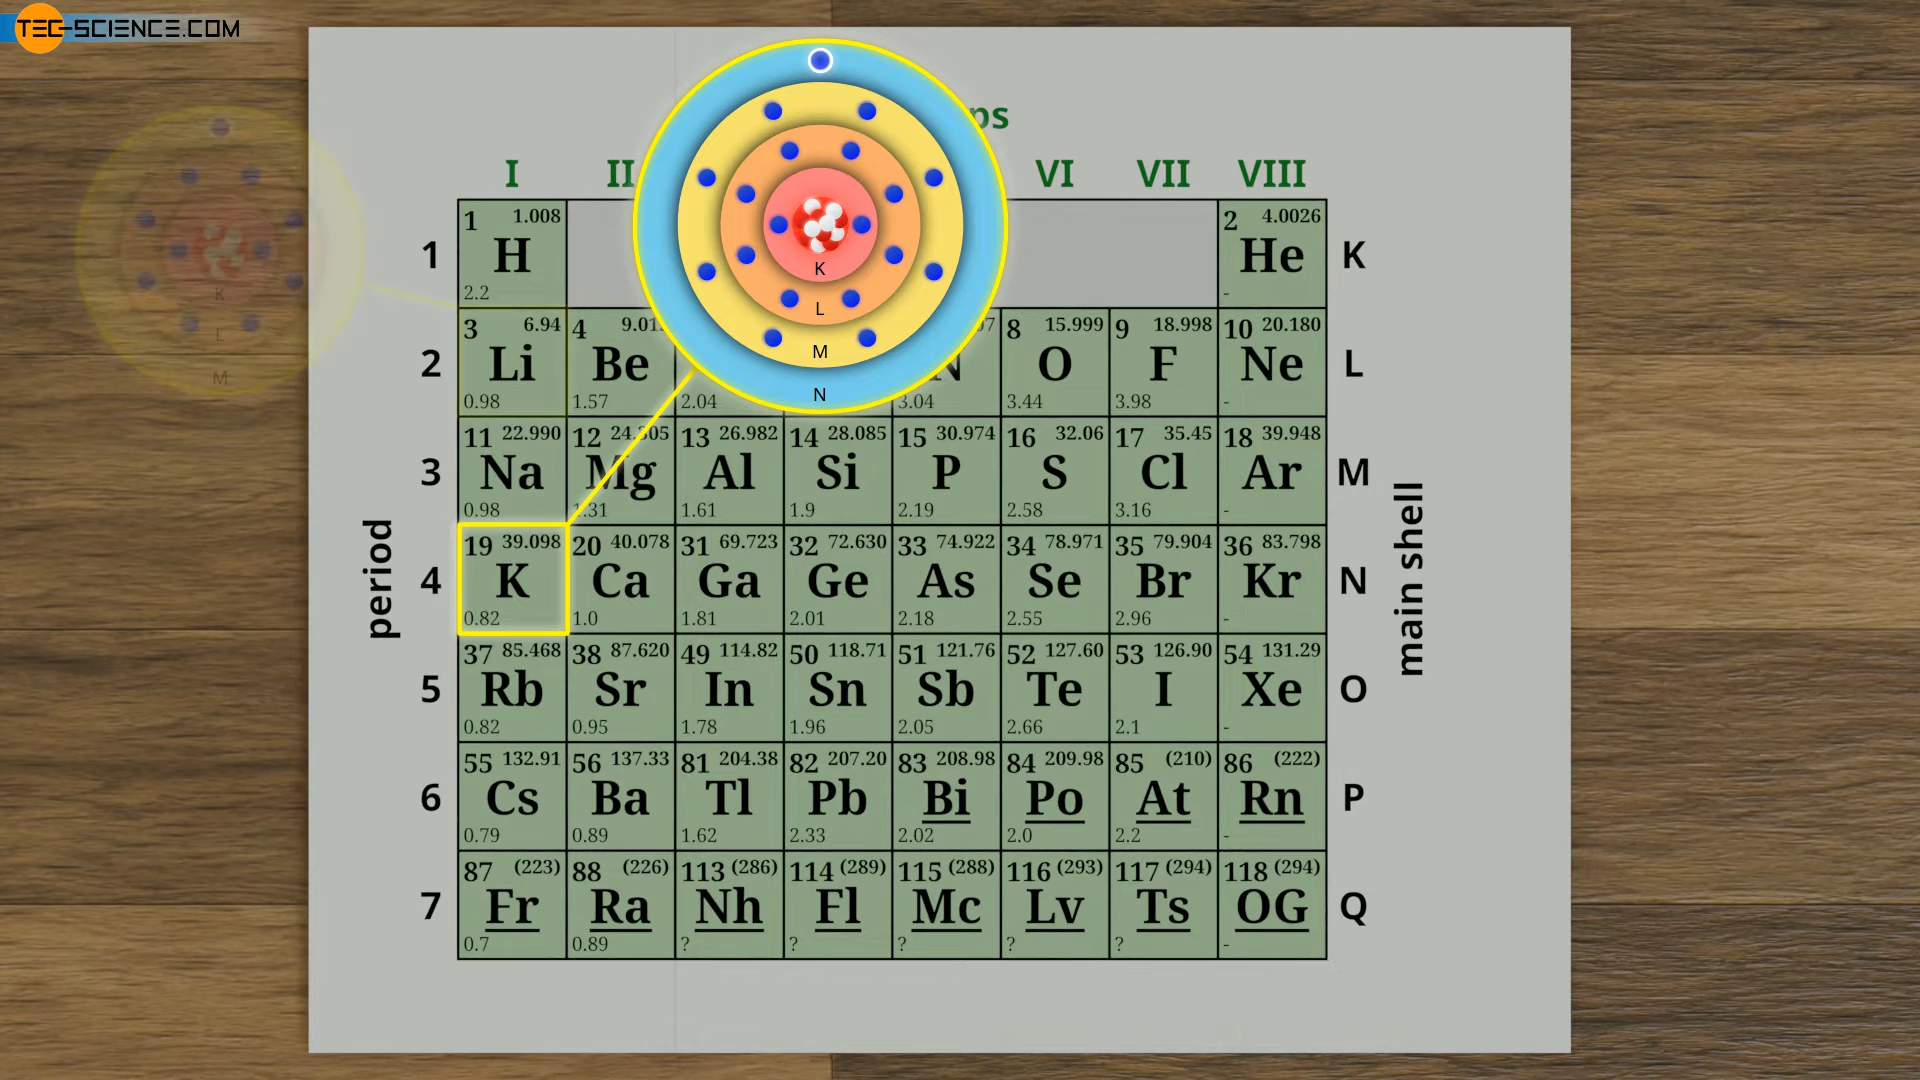 TEC-SCIENCE.COM
ps
I II VI VII VIII
1 1.008 2 4.0026
1 H He K
2.2 -
K
L
M
N
3 6.94 4 9.01 97 8 15.999 9 18.998 10 20.180
2 Li Be N O F Ne L
0.98 1.57 2.04 3.04 3.44 3.98 -
11 22.990 12 24.305 13 26.982 14 28.085 15 30.974 16 32.06 17 35.45 18 39.948
3 Na Mg Al Si P S Cl Ar M
0.98 1.31 1.61 1.9 2.19 2.58 3.16 -
19 39.098 20 40.078 31 69.723 32 72.630 33 74.922 34 78.971 35 79.904 36 83.798
4 K Ca Ga Ge As Se Br Kr N
0.82 1.0 1.81 2.01 2.18 2.55 2.96 -
37 85.468 38 87.620 49 114.82 50 118.71 51 121.76 52 127.60 53 126.90 54 131.29
5 Rb Sr In Sn Sb Te I Xe O
0.82 0.95 1.78 1.96 2.05 2.66 2.1 -
55 132.91 56 137.33 81 204.38 82 207.20 83 208.98 84 209.98 85 (210) 86 (222)
6 Cs Ba Tl Pb Bi Po At Rn P
0.79 0.89 1.62 2.33 2.02 2.0 2.2 -
87 (223) 88 (226) 113 (286) 114 (289) 115 (288) 116 (293) 117 (294) 118 (294)
7 Fr Ra Nh Fl Mc Lv Ts OG Q
0.7 0.89 ? ? ? ? ? -
period
main shell
K
L
M